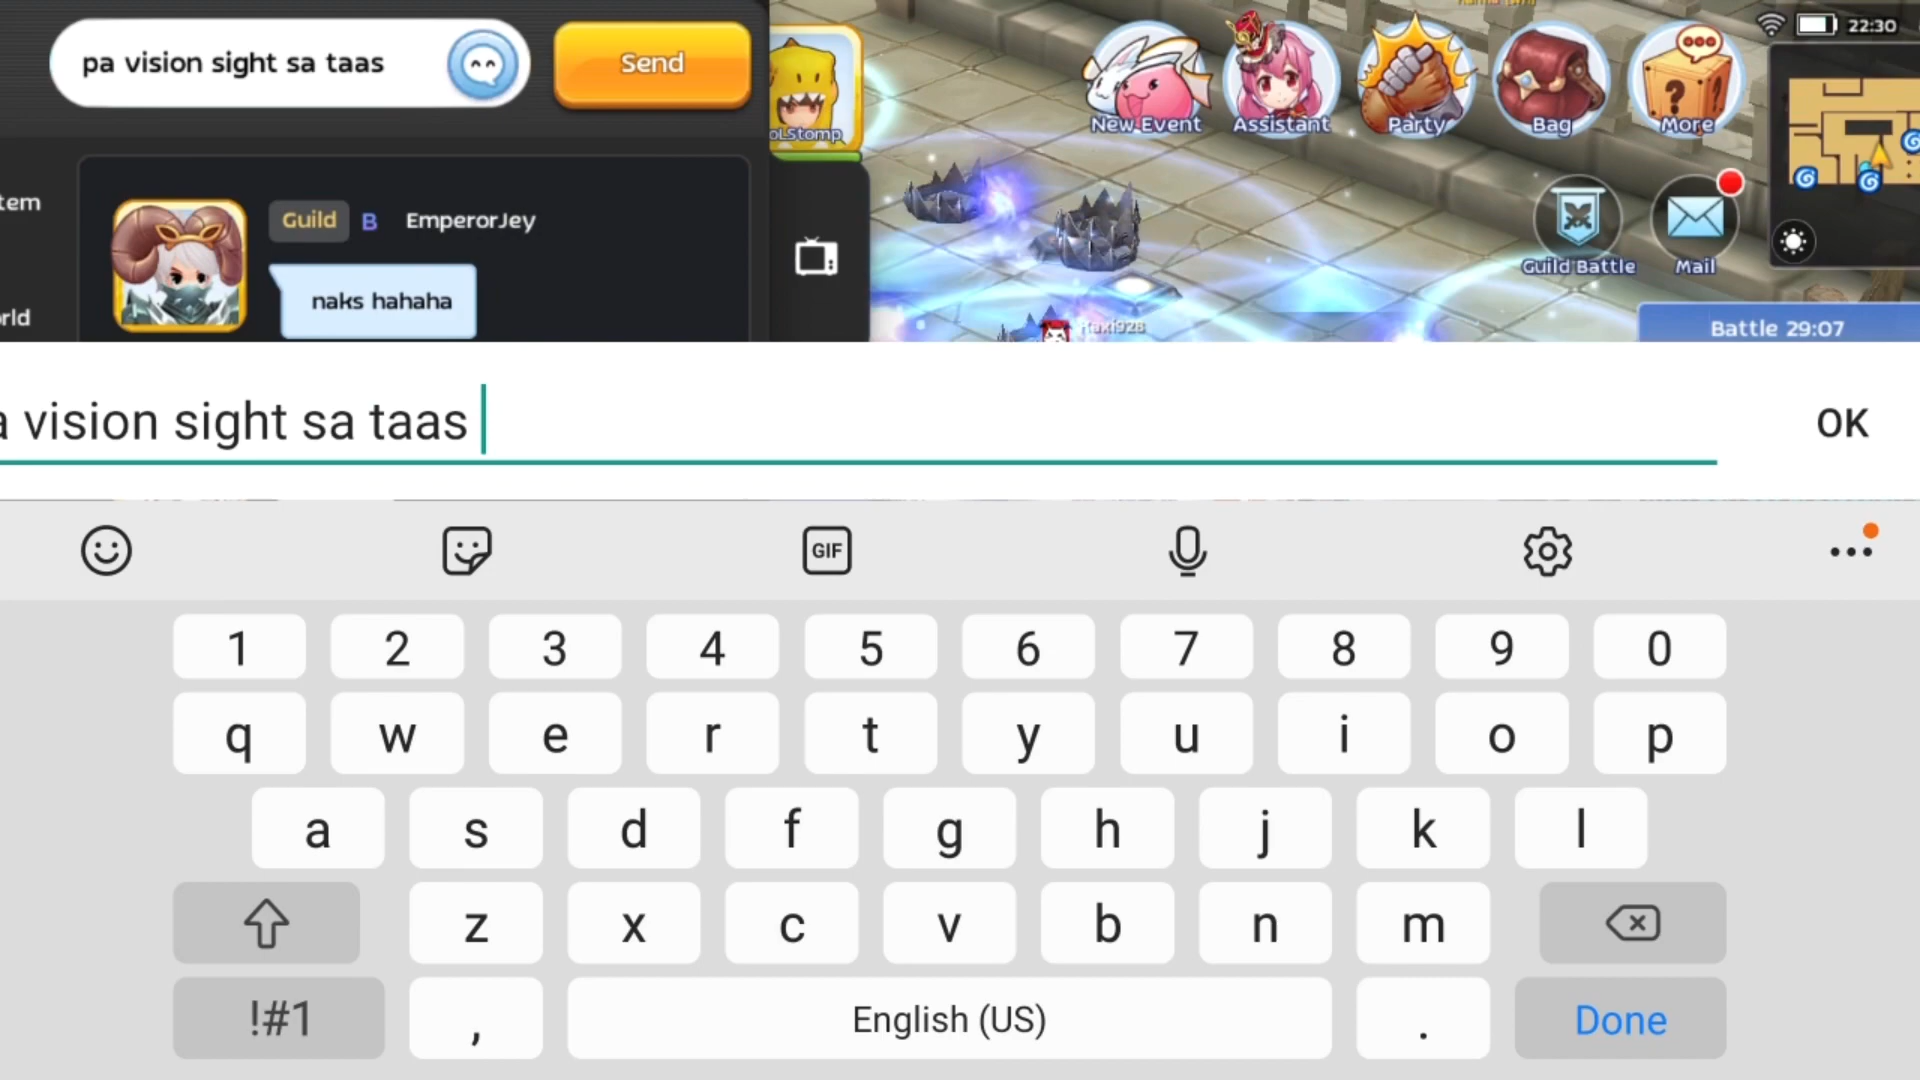 pa vision sight sa taas
Send
oLStomp
New Event
Assistant
Party
Bag
More
22:30
tem
Guild B EmperorJey
naks hahaha
rld
Guild Battle
Mail
Kaxi928
Battle 29:07
a vision sight sa taas
OK
GIF
1 2 3 4 5 6 7 8 9 0
q w e r t y u i o p
a s d f g h j k l
z x c v b n m
!#1 , English (US) . Done